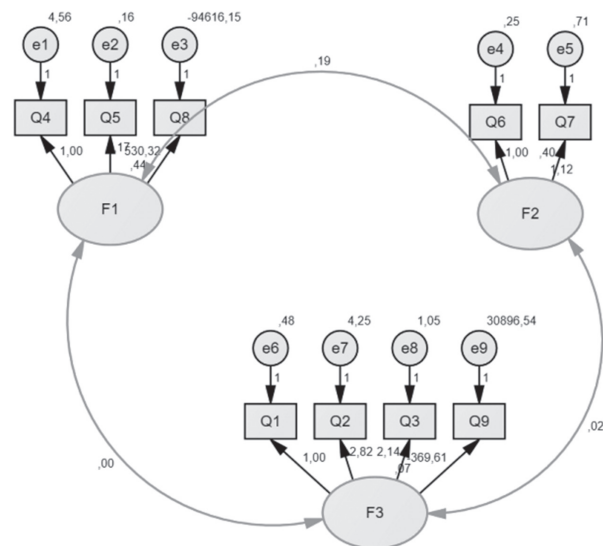 4,56 ,16 -94616,15
e1 e2 e3
1 1 1
Q4 Q5 Q8
1,00 ,17 530,32
,44
F1
,19
,25 ,71
e4 e5
1 1
Q6 Q7
1,00 ,40
1,12
F2
,48 4,25 1,05 30896,54
e6 e7 e8 e9
1 1 1 1
Q1 Q2 Q3 Q9
1,00 2,82 2,14 -369,61
,07
F3
,00
,02